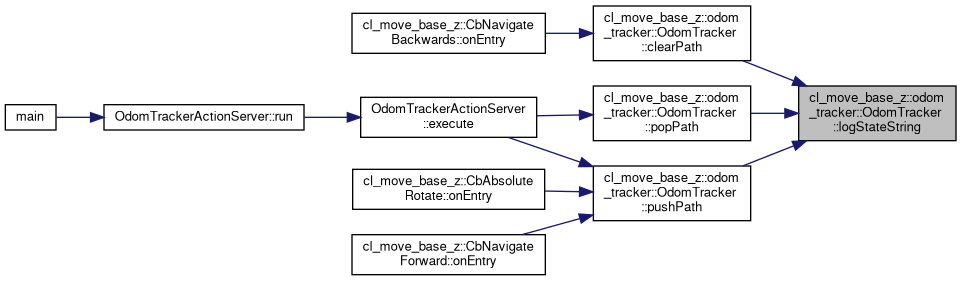 cl_move_base_z::CbNavigate
Backwards::onEntry
cl_move_base_z::odom
_tracker::OdomTracker
::clearPath
main
OdomTrackerActionServer::run
OdomTrackerActionServer
::execute
cl_move_base_z::odom
_tracker::OdomTracker
::popPath
cl_move_base_z::odom
_tracker::OdomTracker
::logStateString
cl_move_base_z::CbAbsolute
Rotate::onEntry
cl_move_base_z::odom
_tracker::OdomTracker
::pushPath
cl_move_base_z::CbNavigate
Forward::onEntry